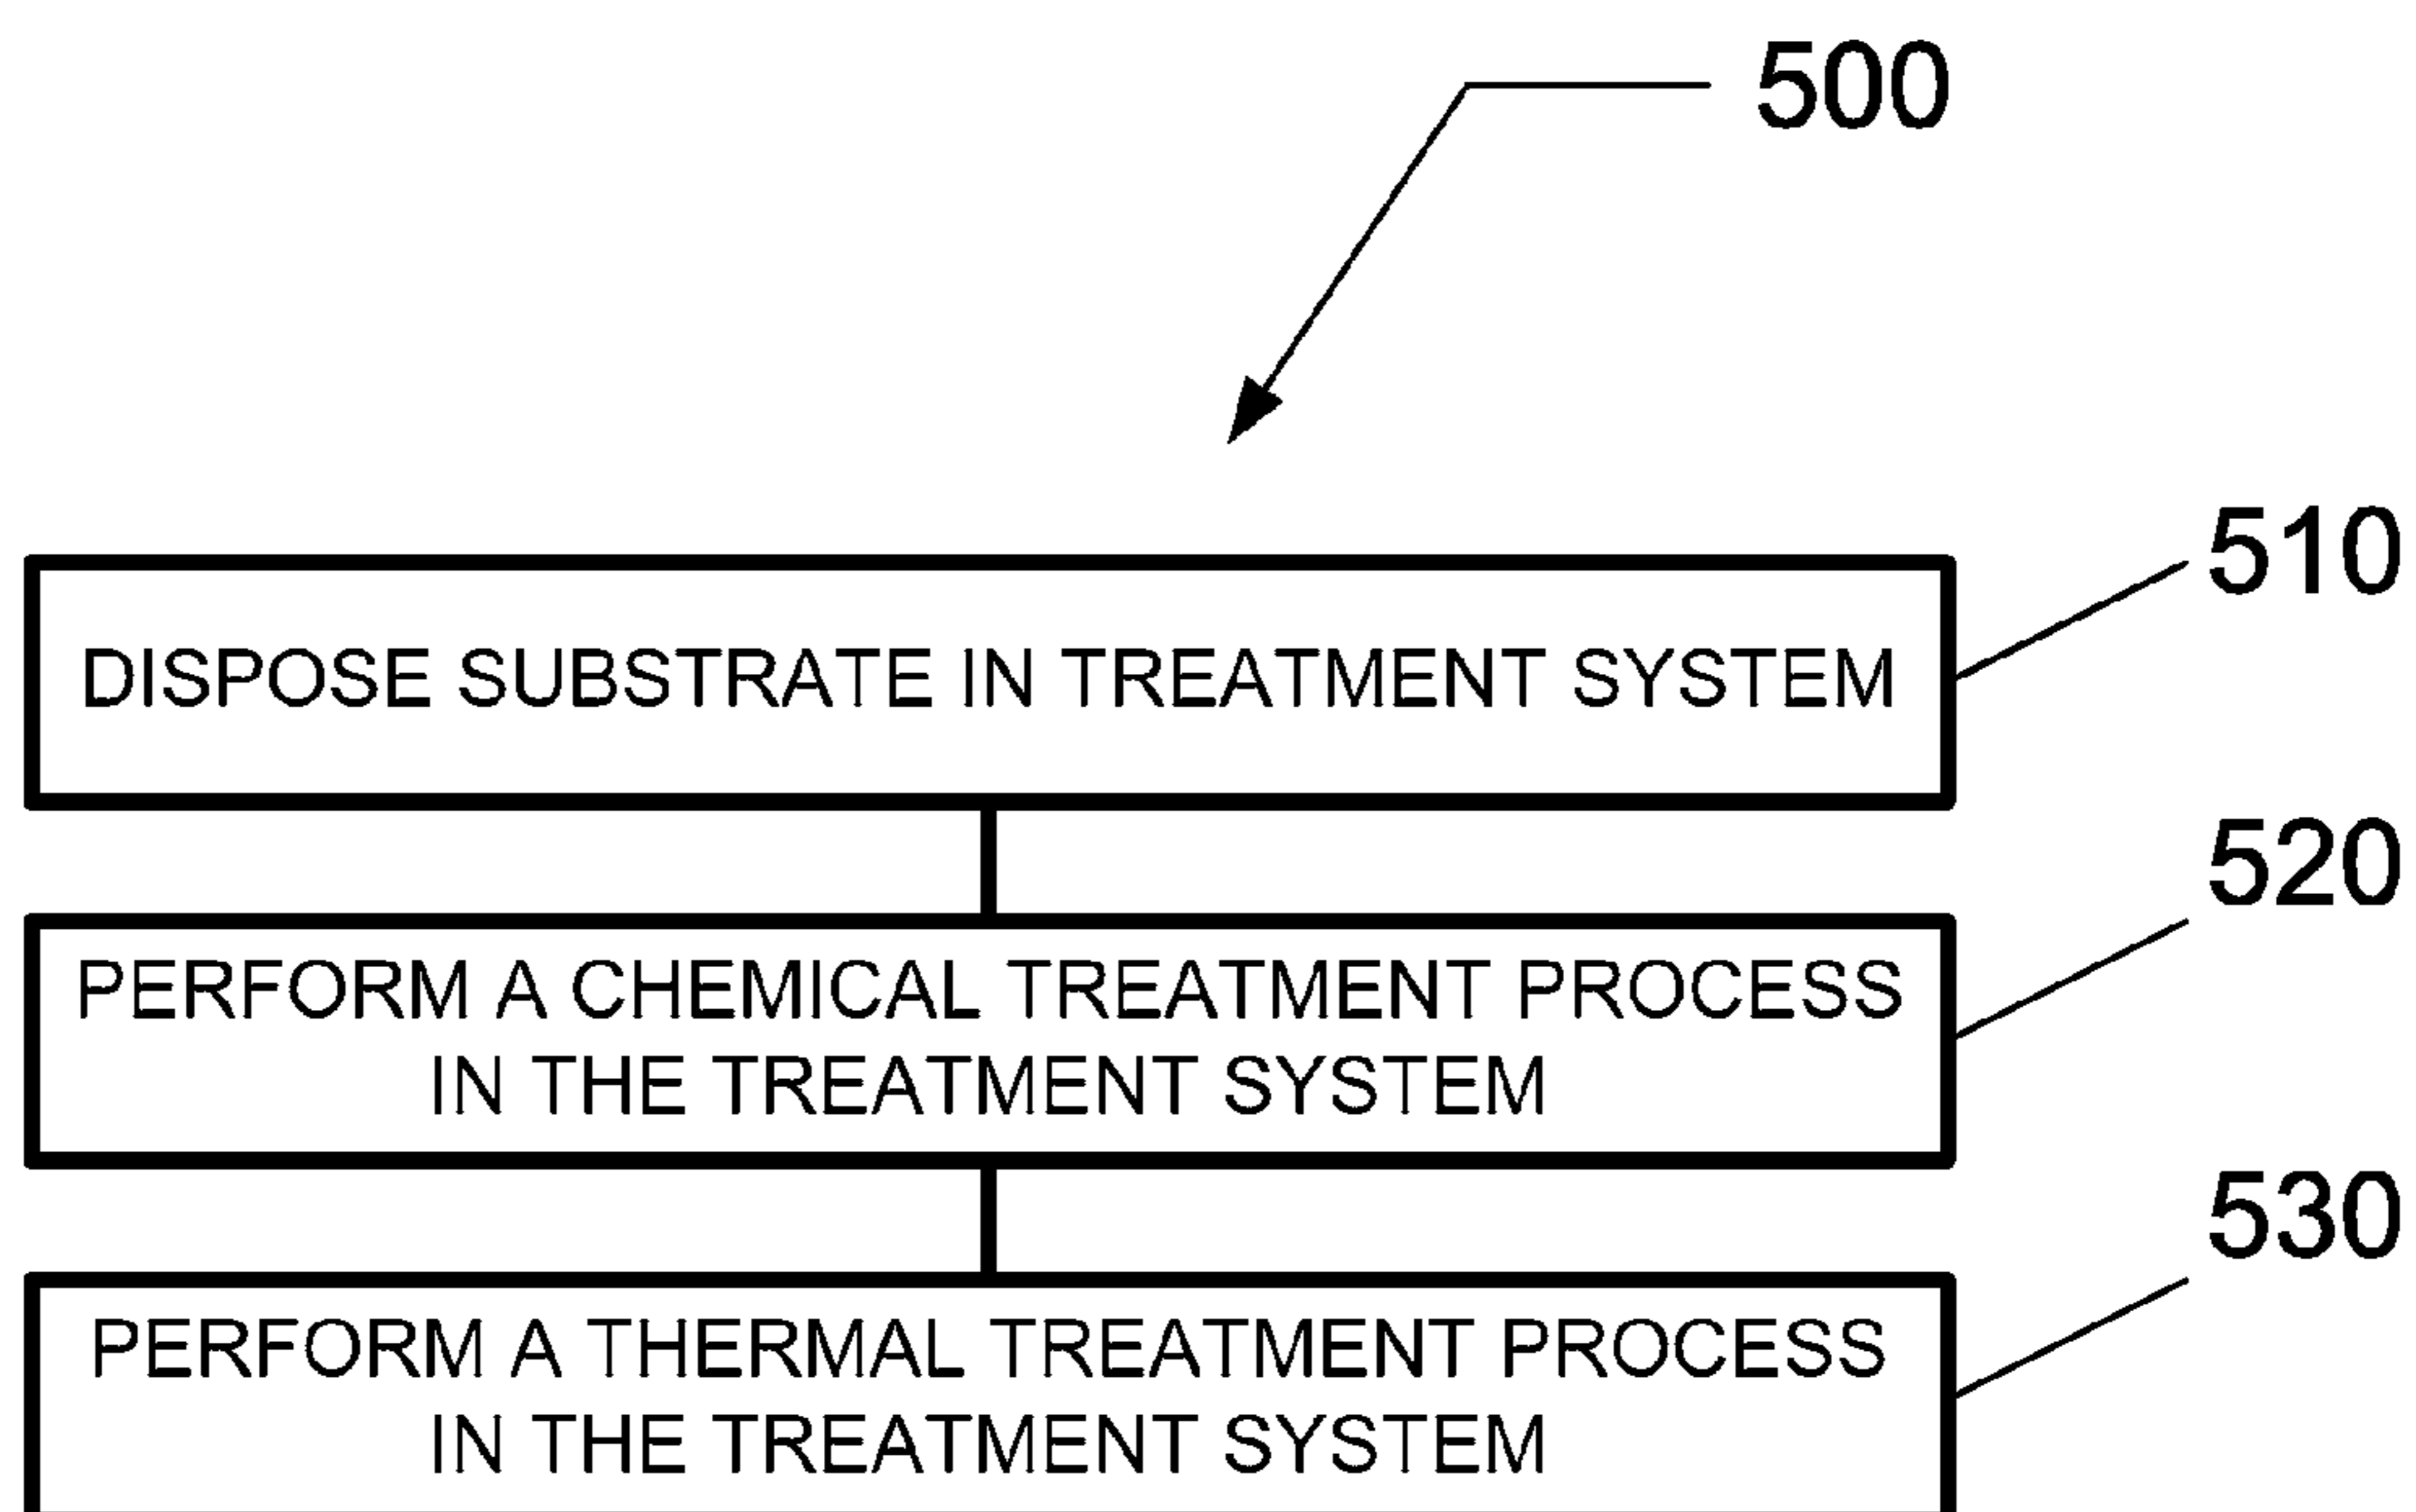 500
510
DISPOSE SUBSTRATE IN TREATMENT SYSTEM
520
PERFORM A CHEMICAL TREATMENT PROCESS
IN THE TREATMENT SYSTEM
530
PERFORM A THERMAL TREATMENT PROCESS
IN THE TREATMENT SYSTEM